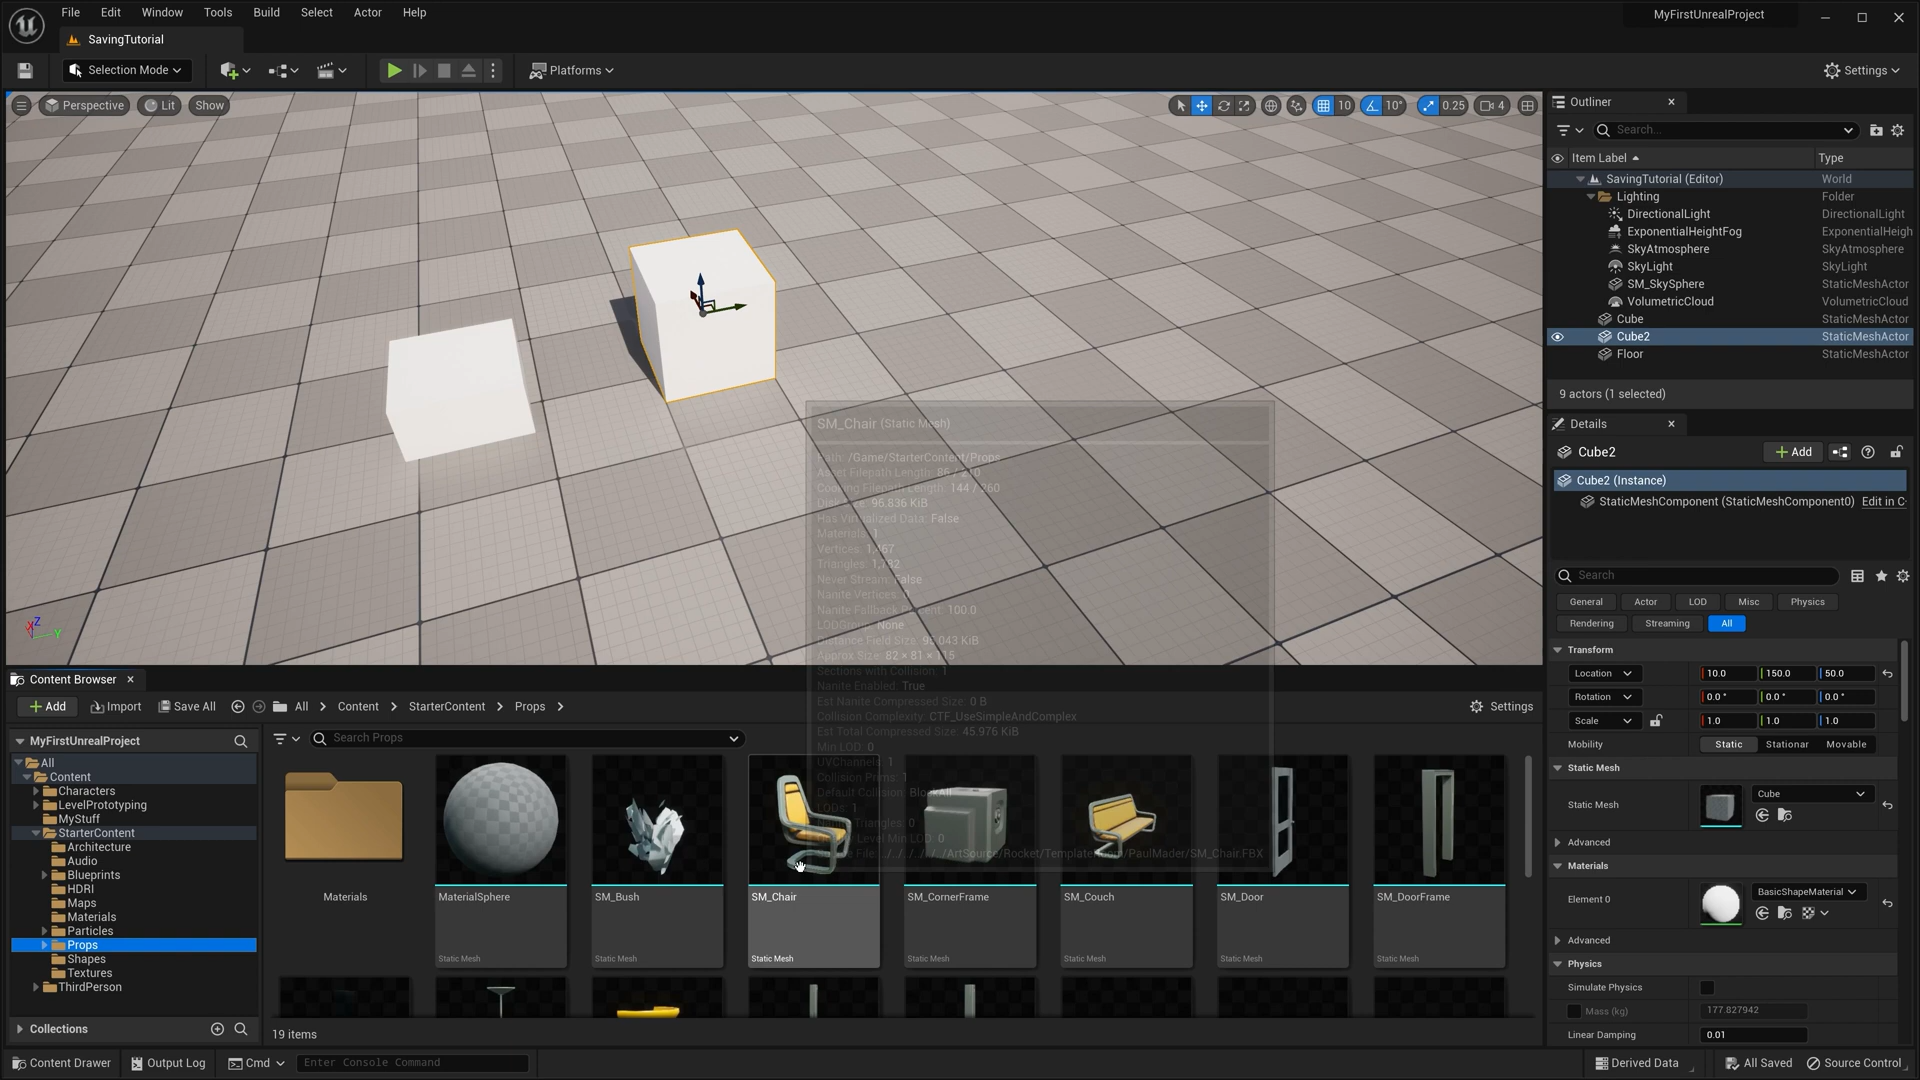 File Edit Window Tools Build Select Actor Help
MyFirstUnrealProject
SavingTutorial
Selection Mode
Platforms
Settings
Perspective Lit Show
10 10° 0.25 4
Outliner
Search...
Item Label Type
SavingTutorial (Editor) World
Lighting Folder
DirectionalLight DirectionalLight
ExponentialHeightFog ExponentialHeigh
SkyAtmosphere SkyAtmosphere
SkyLight SkyLight
SM_SkySphere StaticMeshActor
VolumetricCloud VolumetricCloud
Cube StaticMeshActor
Cube2 StaticMeshActor
Floor StaticMeshActor
9 actors (1 selected)
Details
Cube2
Add
Cube2 (Instance)
StaticMeshComponent (StaticMeshComponent0) Edit in C
Search
General Actor LOD Misc Physics
Rendering Streaming All
Transform
Location 10.0 150.0 50.0
Rotation 0.0 ° 0.0 ° 0.0 °
Scale 1.0 1.0 1.0
Mobility Static Stationar Movable
Static Mesh
Static Mesh Cube
Advanced
Materials
Element 0 BasicShapeMaterial
Advanced
Physics
Simulate Physics
Mass (kg) 177.827942
Linear Damping 0.01
SM_Chair (Static Mesh)
Path: /Game/StarterContent/Props
Asset Filepath Length: 86 /
Cooking Filepath Length: 144 / 260
Disk Size: 96.836 KiB
Has Virtualized Data: False
Materials: 1
Vertices: 1,
Triangles:
Never Stream: False
Nanite Vertices:
Nanite Fallback Percent: 100.0
LODGroup: None
Distance Field Size:
Approx Size: 82 × 81 ×
Sections with Collision: 1
Nanite Enabled: True
Est Nanite Compressed Size: 0 B
Collision Complexity: CTF_UseSimpleAndComplex
Est Total Compressed Size: 45.976 KiB
Min LOD: 0
UVChannels: 1
Collision Prims: 1
Default Collision:
LODs: 1
Triangles: 0
Level Min LOD: 0
File: /ArtSource/Rocket/ /PaulMader/SM_Chair.FBX
Content Browser
Add Import Save All All Content StarterContent Props Settings
MyFirstUnrealProject
Search Props
All
Content
Characters
LevelPrototyping
MyStuff
StarterContent
Architecture
Audio
Blueprints
HDRI
Maps
Materials
Particles
Props
Shapes
Textures
ThirdPerson
Collections
Materials MaterialSphere SM_Bush SM_Chair SM_CornerFrame SM_Couch SM_Door SM_DoorFrame
Static Mesh Static Mesh Static Mesh Static Mesh Static Mesh Static Mesh Static Mesh
19 items
Content Drawer Output Log Cmd Enter Console Command Derived Data All Saved Source Control
X Z Y